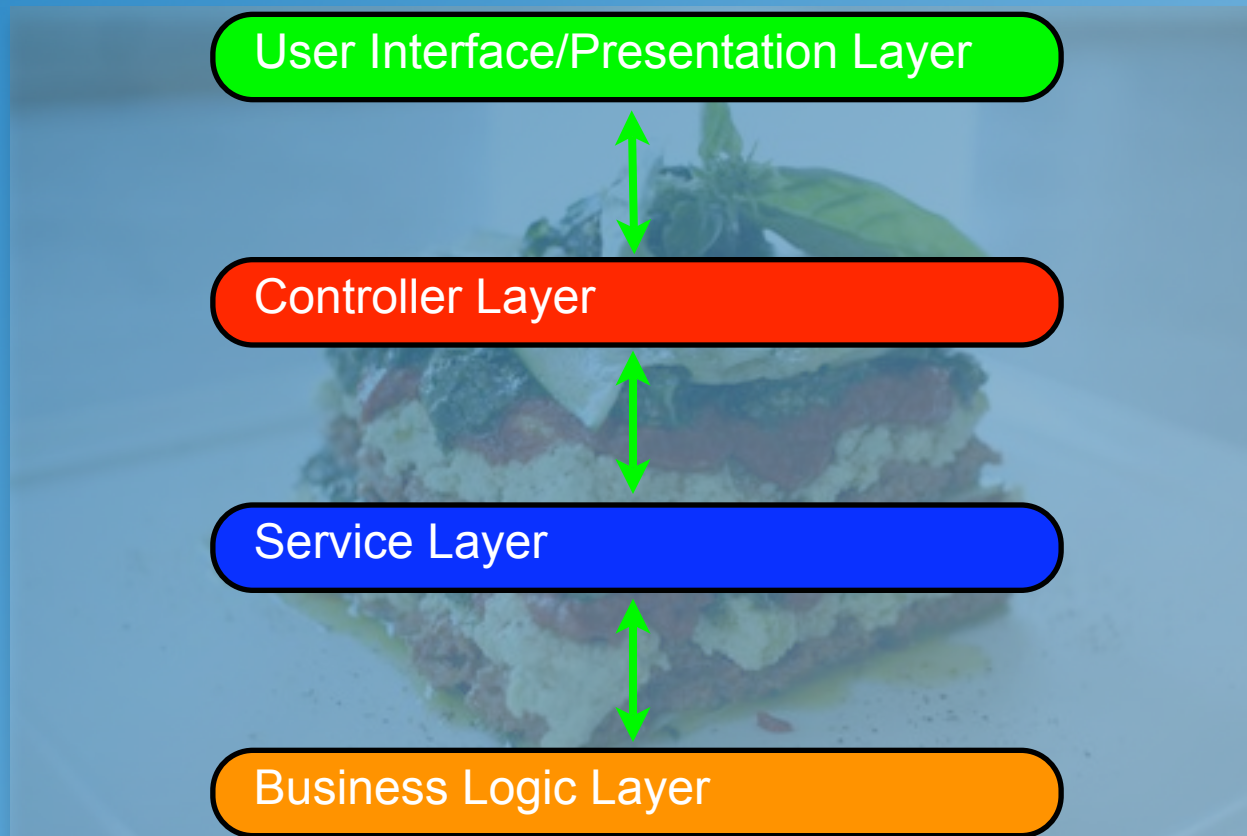 User Interface/Presentation Layer
Controller Layer
Service Layer
Business Logic Layer